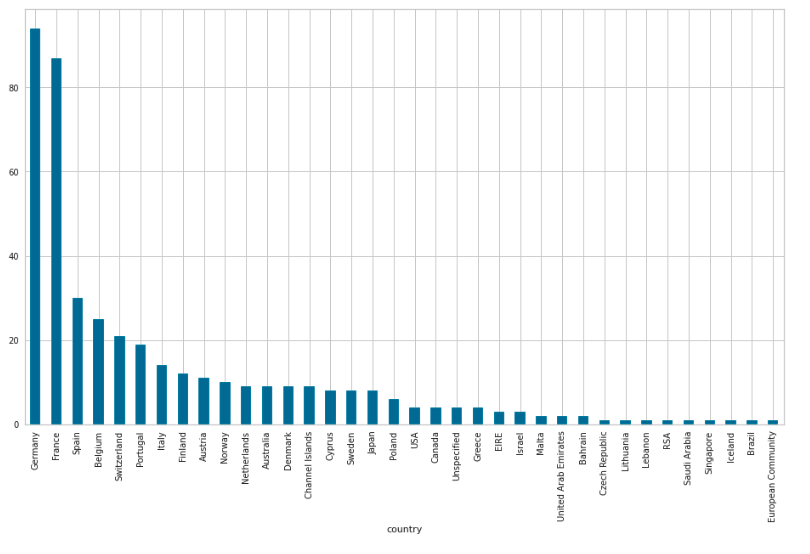 80
60
40
20
0
Germany
France
Spain
Belgium
Switzerland
Portugal
Italy
Finland
Austria
Norway
Netherlands
Australia
Denmark
Channel Islands
Cyprus
Sweden
Japan
Poland
USA
Canada
Unspecified
Greece
EIRE
Israel
Malta
United Arab Emirates
Bahrain
Czech Republic
Lithuania
Lebanon
RSA
Saudi Arabia
Singapore
Iceland
Brazil
European Community
country